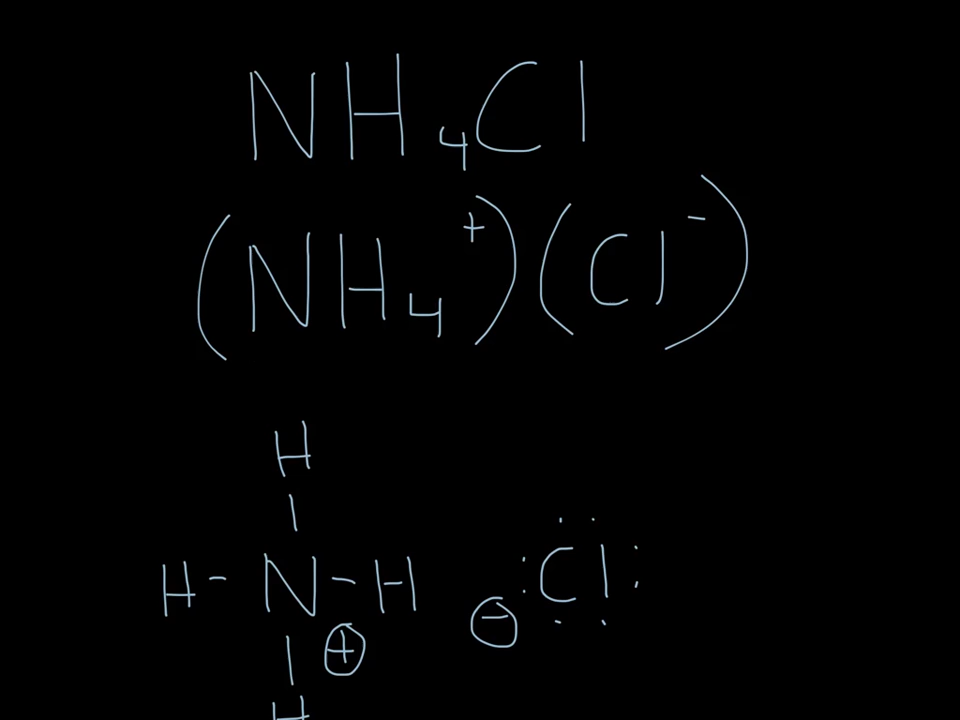 NH₄Cl
(NH₄⁺)(Cl⁻)
H
|
H - N - H ⊕ ⊖ :Cl:
|
H